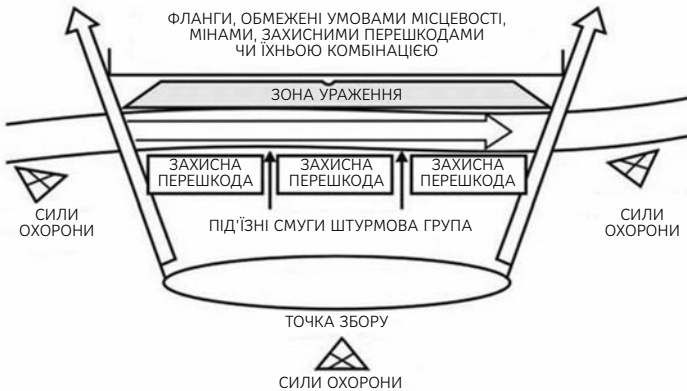 ФЛАНГИ, ОБМЕЖЕНІ УМОВАМИ МІСЦЕВОСТІ,
МІНАМИ, ЗАХИСНИМИ ПЕРЕШКОДАМИ
ЧИ ЇХНЬОЮ КОМБІНАЦІЄЮ
ЗОНА УРАЖЕННЯ
ЗАХИСНА
ПЕРЕШКОДА
ЗАХИСНА
ПЕРЕШКОДА
ЗАХИСНА
ПЕРЕШКОДА
СИЛИ
ОХОРОНИ
ПІД'ЇЗНІ СМУГИ ШТУРМОВА ГРУПА
СИЛИ
ОХОРОНИ
ТОЧКА ЗБОРУ
СИЛИ ОХОРОНИ